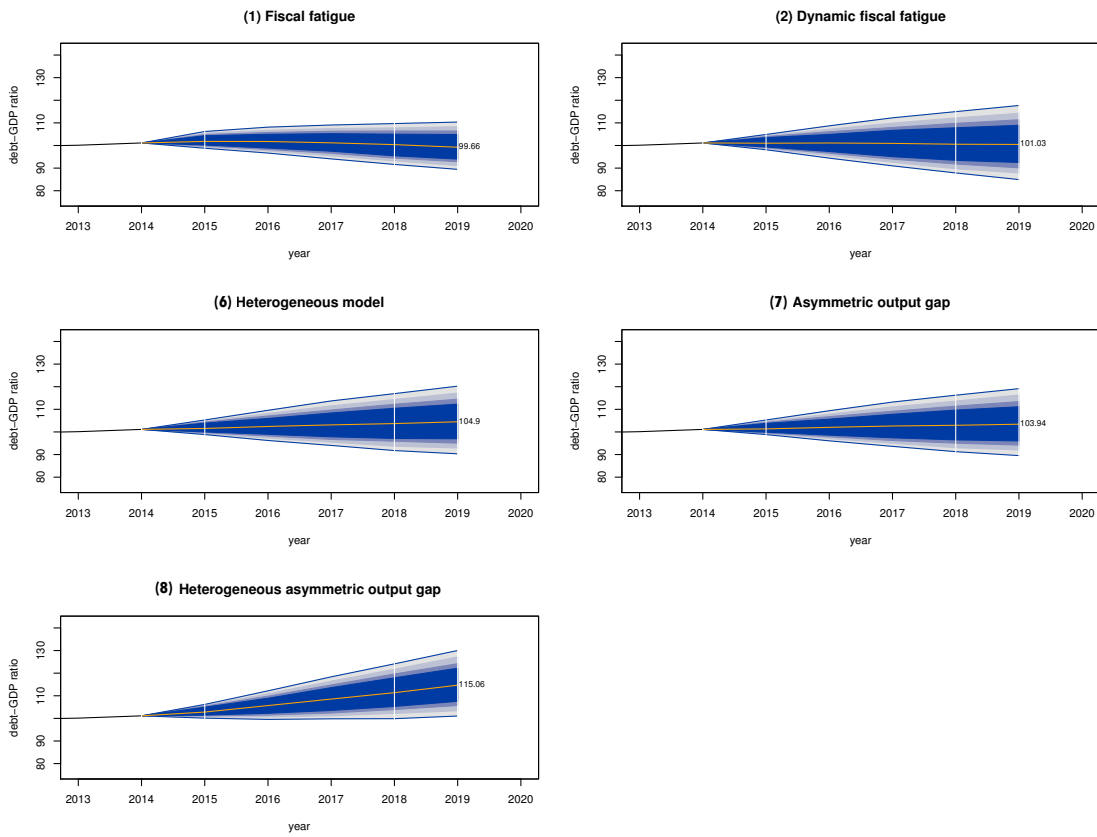 (1) Fiscal fatigue
debt–GDP ratio
130
110
90
80
99.66
2013 2014 2015 2016 2017 2018 2019 2020
year
(2) Dynamic fiscal fatigue
debt–GDP ratio
130
110
90
80
101.03
2013 2014 2015 2016 2017 2018 2019 2020
year
(6) Heterogeneous model
debt–GDP ratio
130
110
90
80
104.9
2013 2014 2015 2016 2017 2018 2019 2020
year
(7) Asymmetric output gap
debt–GDP ratio
130
110
90
80
103.94
2013 2014 2015 2016 2017 2018 2019 2020
year
(8) Heterogeneous asymmetric output gap
debt–GDP ratio
130
110
90
80
115.06
2013 2014 2015 2016 2017 2018 2019 2020
year